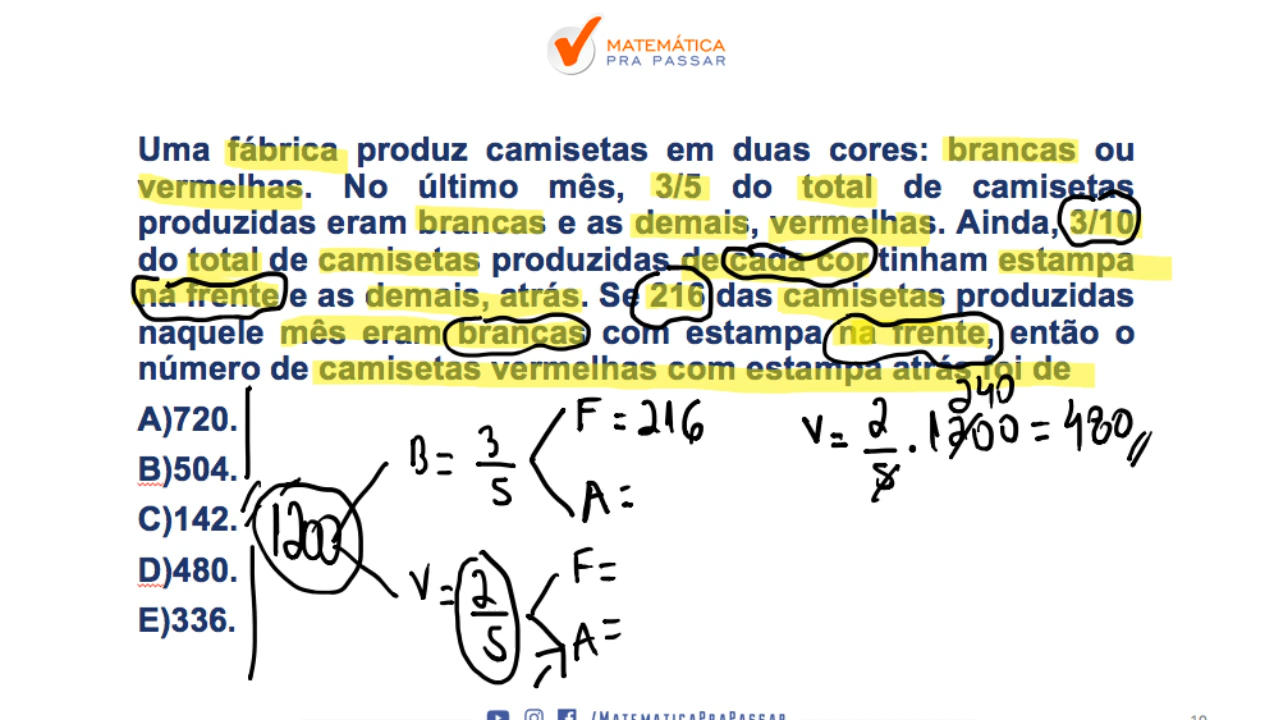 MATEMÁTICA
PRA PASSAR
Uma fábrica produz camisetas em duas cores: brancas ou
vermelhas. No último mês, 3/5 do total de camisetas
produzidas eram brancas e as demais, vermelhas. Ainda, 3/10
do total de camisetas produzidas de cada cor tinham estampa
na frente e as demais, atrás. Se 216 das camisetas produzidas
naquele mês eram brancas com estampa na frente, então o
número de camisetas vermelhas com estampa atrás foi de
A)720.
B)504.
C)142.
D)480.
E)336.
1200
B = 3/5
F = 216
A =
V = 2/5
F =
A =
240
V = 2/5 . 1200 = 480
/MATEMATICAPRAPASSAR